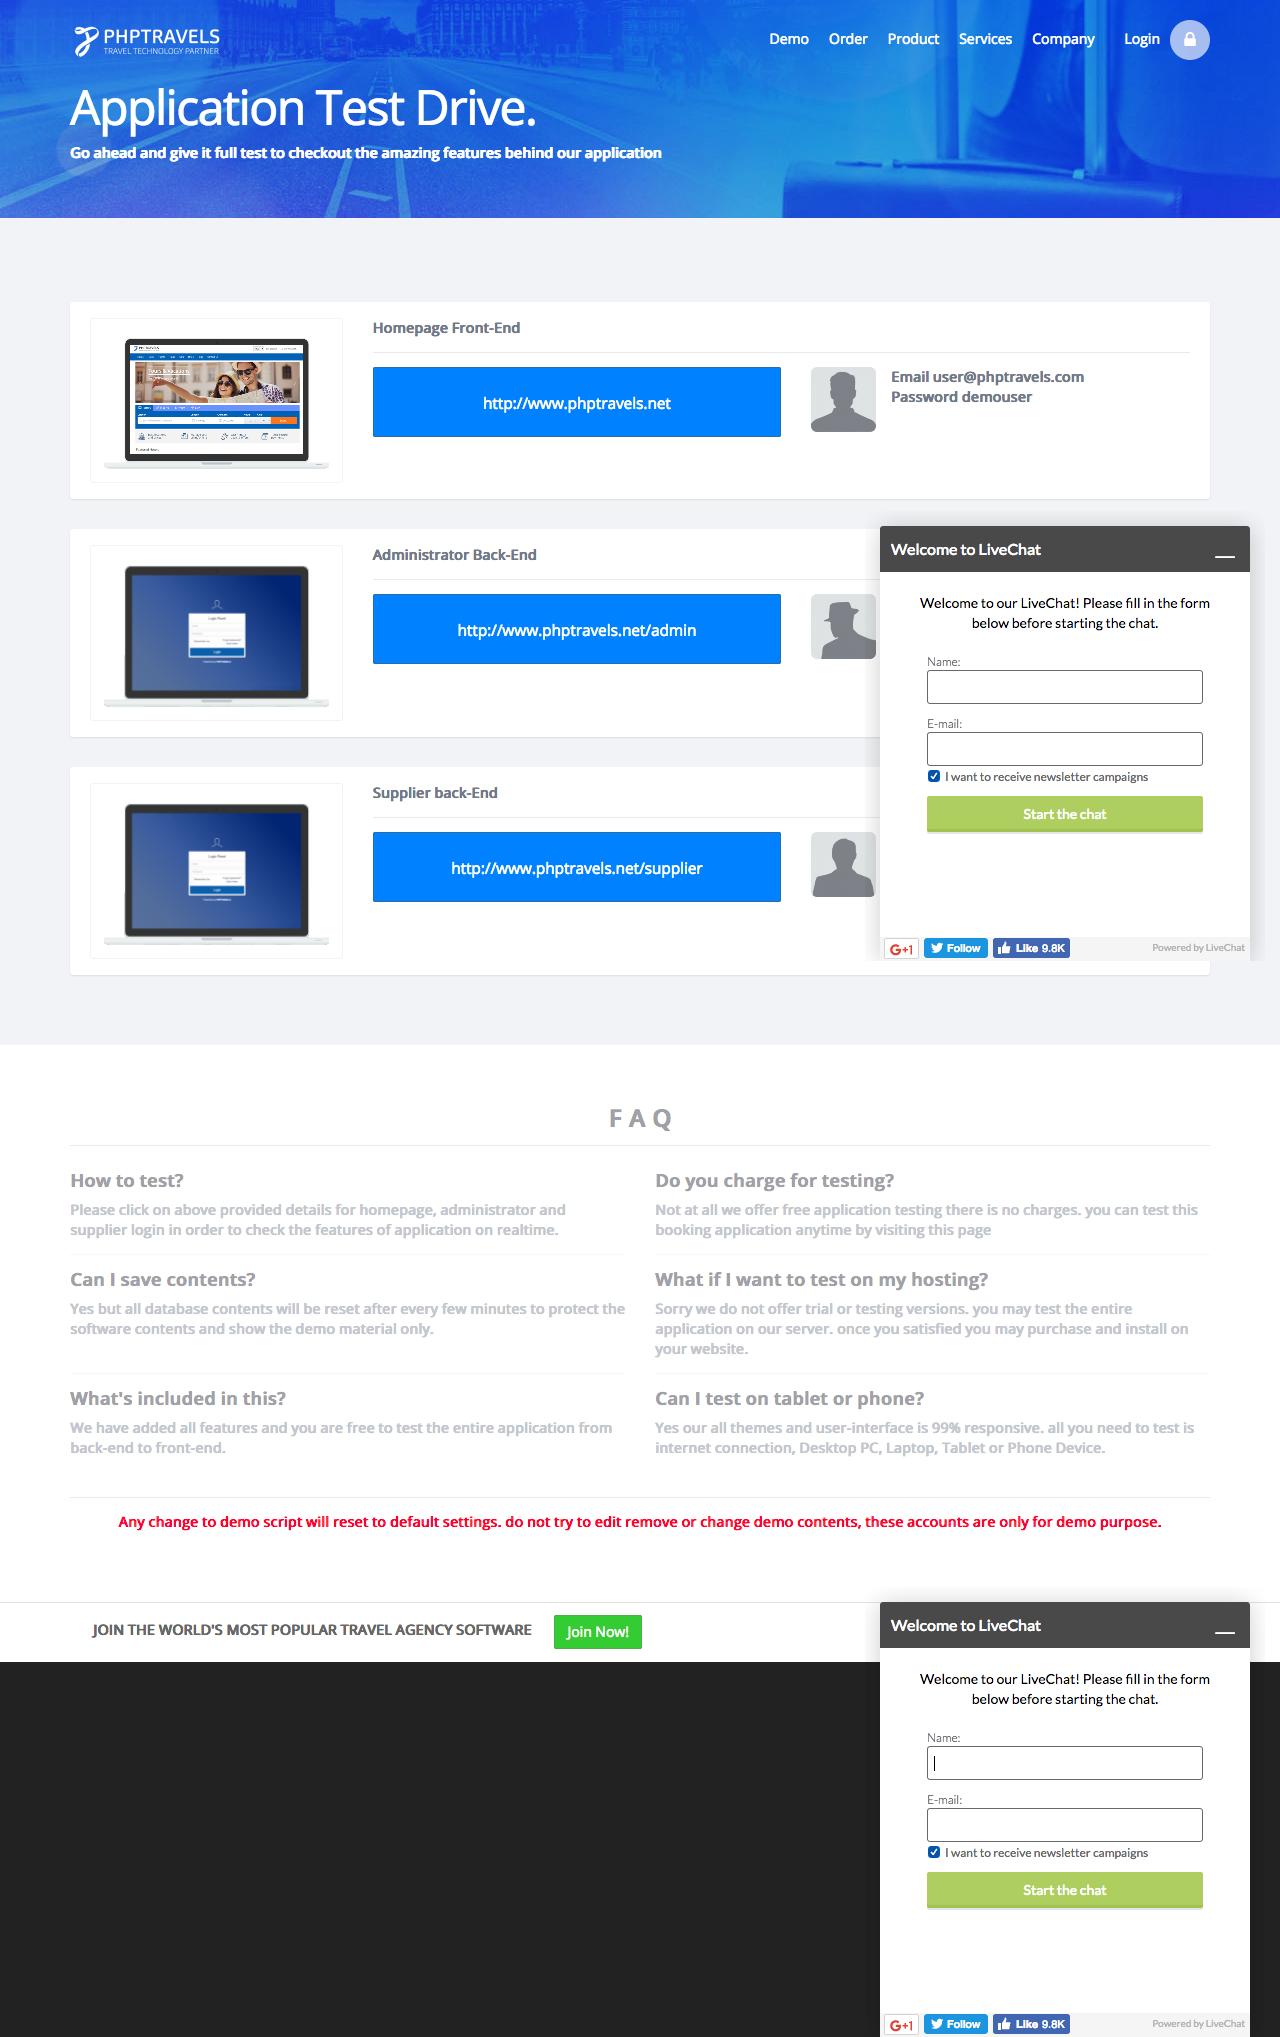 PHPTRAVELS
TRAVEL TECHNOLOGY PARTNER
Demo Order Product Services Company Login
Application Test Drive.
Go ahead and give it full test to checkout the amazing features behind our application
Homepage Front-End
http://www.phptravels.net
Email user@phptravels.com
Password demouser
Administrator Back-End
http://www.phptravels.net/admin
Supplier back-End
http://www.phptravels.net/supplier
Welcome to LiveChat
Welcome to our LiveChat! Please fill in the form
below before starting the chat.
Name:
E-mail:
I want to receive newsletter campaigns
Start the chat
G+1 Follow Like 9.8K Powered by LiveChat
FAQ
How to test?
Please click on above provided details for homepage, administrator and
supplier login in order to check the features of application on realtime.
Do you charge for testing?
Not at all we offer free application testing there is no charges. you can test this
booking application anytime by visiting this page
Can I save contents?
Yes but all database contents will be reset after every few minutes to protect the
software contents and show the demo material only.
What if I want to test on my hosting?
Sorry we do not offer trial or testing versions. you may test the entire
application on our server. once you satisfied you may purchase and install on
your website.
What's included in this?
We have added all features and you are free to test the entire application from
back-end to front-end.
Can I test on tablet or phone?
Yes our all themes and user-interface is 99% responsive. all you need to test is
internet connection, Desktop PC, Laptop, Tablet or Phone Device.
Any change to demo script will reset to default settings. do not try to edit remove or change demo contents, these accounts are only for demo purpose.
JOIN THE WORLD'S MOST POPULAR TRAVEL AGENCY SOFTWARE Join Now!
Welcome to LiveChat
Welcome to our LiveChat! Please fill in the form
below before starting the chat.
Name:
E-mail:
I want to receive newsletter campaigns
Start the chat
G+1 Follow Like 9.8K Powered by LiveChat